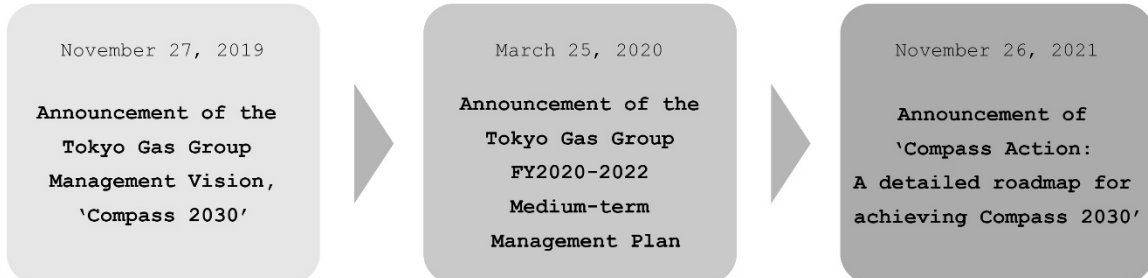 November 27, 2019
Announcement of the
Tokyo Gas Group
Management Vision,
‘Compass 2030’
March 25, 2020
Announcement of the
Tokyo Gas Group
FY2020-2022
Medium-term
Management Plan
November 26, 2021
Announcement of
‘Compass Action:
A detailed roadmap for
achieving Compass 2030’